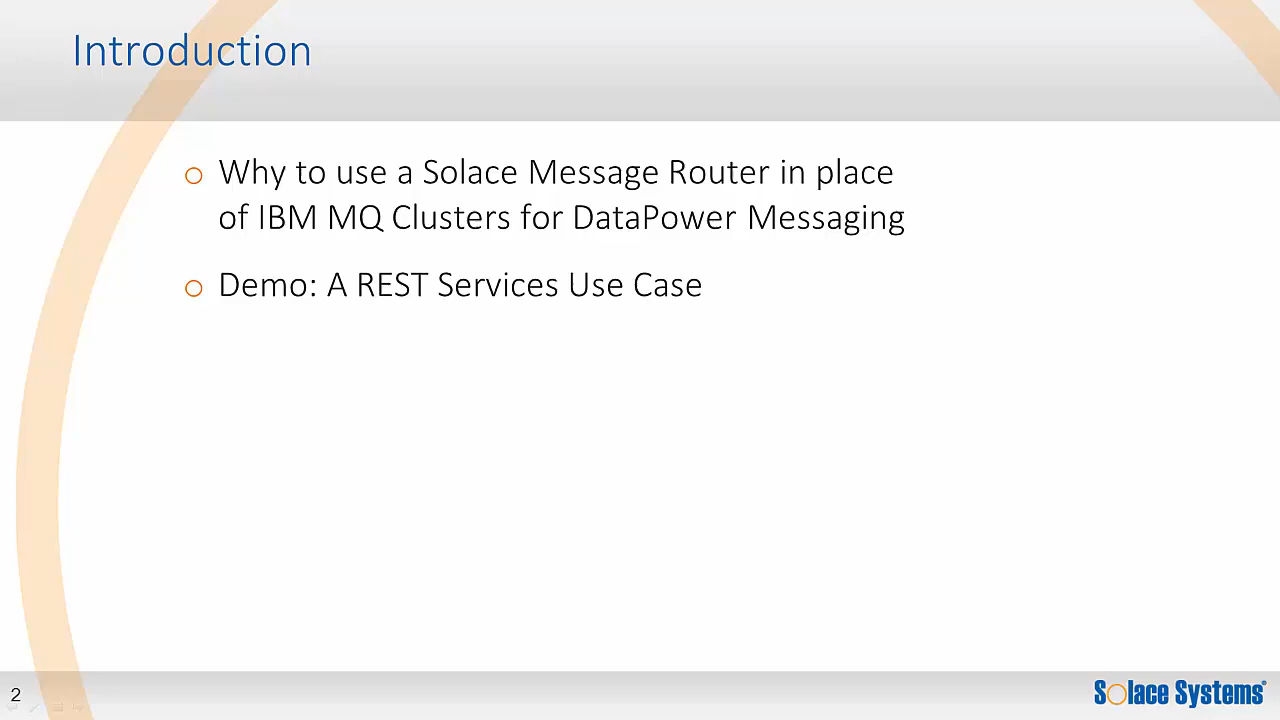 Introduction
Why to use a Solace Message Router in place
of IBM MQ Clusters for DataPower Messaging
Demo: A REST Services Use Case
2
Solace Systems®